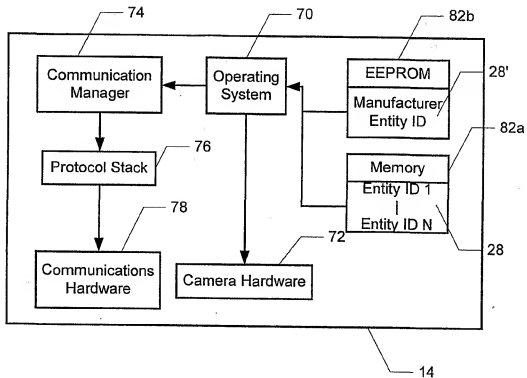 74
70
82b
Communication
Manager
Operating
System
EEPROM
Manufacturer
Entity ID
28'
82a
Protocol Stack
76
Memory
Entity ID 1
|
Entity ID N
28
78
72
Communications
Hardware
Camera Hardware
14